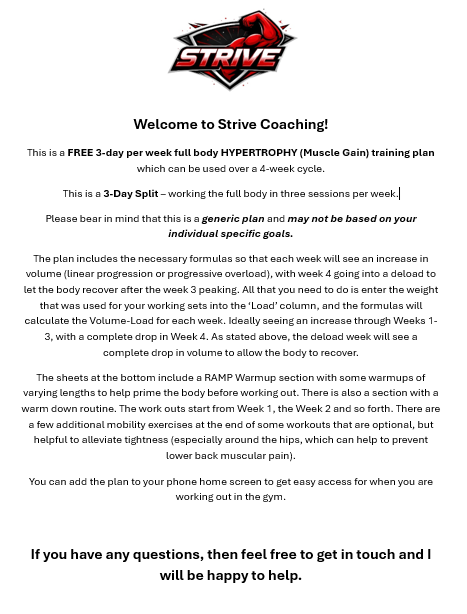 STRIVE
Welcome to Strive Coaching!
This is a FREE 3-day per week full body HYPERTROPHY (Muscle Gain) training plan
which can be used over a 4-week cycle.
This is a 3-Day Split – working the full body in three sessions per week.
Please bear in mind that this is a generic plan and may not be based on your
individual specific goals.
The plan includes the necessary formulas so that each week will see an increase in
volume (linear progression or progressive overload), with week 4 going into a deload to
let the body recover after the week 3 peaking. All that you need to do is enter the weight
that was used for your working sets into the ‘Load’ column, and the formulas will
calculate the Volume-Load for each week. Ideally seeing an increase through Weeks 1-
3, with a complete drop in Week 4. As stated above, the deload week will see a
complete drop in volume to allow the body to recover.
The sheets at the bottom include a RAMP Warmup section with some warmups of
varying lengths to help prime the body before working out. There is also a section with a
warm down routine. The work outs start from Week 1, the Week 2 and so forth. There are
a few additional mobility exercises at the end of some workouts that are optional, but
helpful to alleviate tightness (especially around the hips, which can help to prevent
lower back muscular pain).
You can add the plan to your phone home screen to get easy access for when you are
working out in the gym.
If you have any questions, then feel free to get in touch and I
will be happy to help.